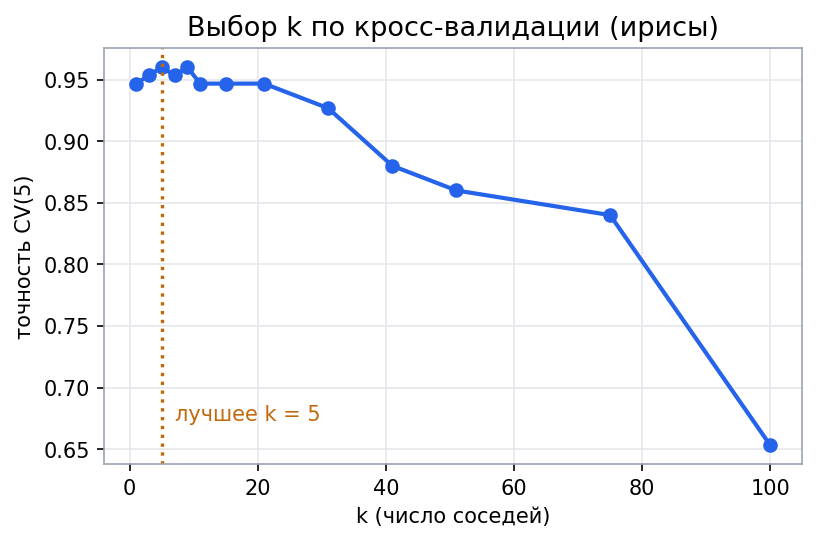 Выбор k по кросс-валидации (ирисы)
точность CV(5)
0.95
0.90
0.85
0.80
0.75
0.70
0.65
лучшее k = 5
0 20 40 60 80 100
k (число соседей)